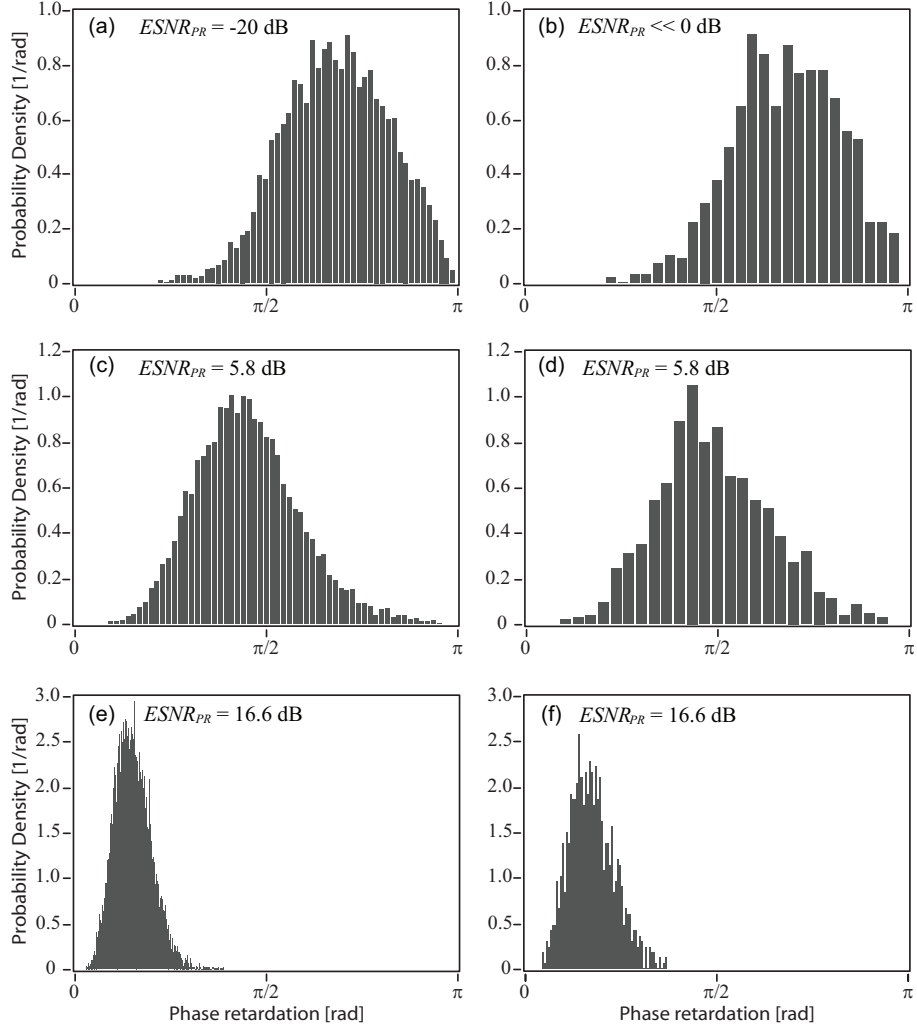 (a) ESNR_PR = -20 dB
Probability Density [1/rad]
1.0
0.8
0.6
0.4
0.2
0
0
π/2
π
(b) ESNR_PR << 0 dB
1.0
0.8
0.6
0.4
0.2
0
0
π/2
π
(c) ESNR_PR = 5.8 dB
Probability Density [1/rad]
1.2
1.0
0.8
0.6
0.4
0.2
0
0
π/2
π
(d) ESNR_PR = 5.8 dB
1.2
1.0
0.8
0.6
0.4
0.2
0
0
π/2
π
(e) ESNR_PR = 16.6 dB
Probability Density [1/rad]
3.0
2.5
2.0
1.5
1.0
0.5
0
0
π/2
π
Phase retardation [rad]
(f) ESNR_PR = 16.6 dB
3.0
2.5
2.0
1.5
1.0
0.5
0
0
π/2
π
Phase retardation [rad]